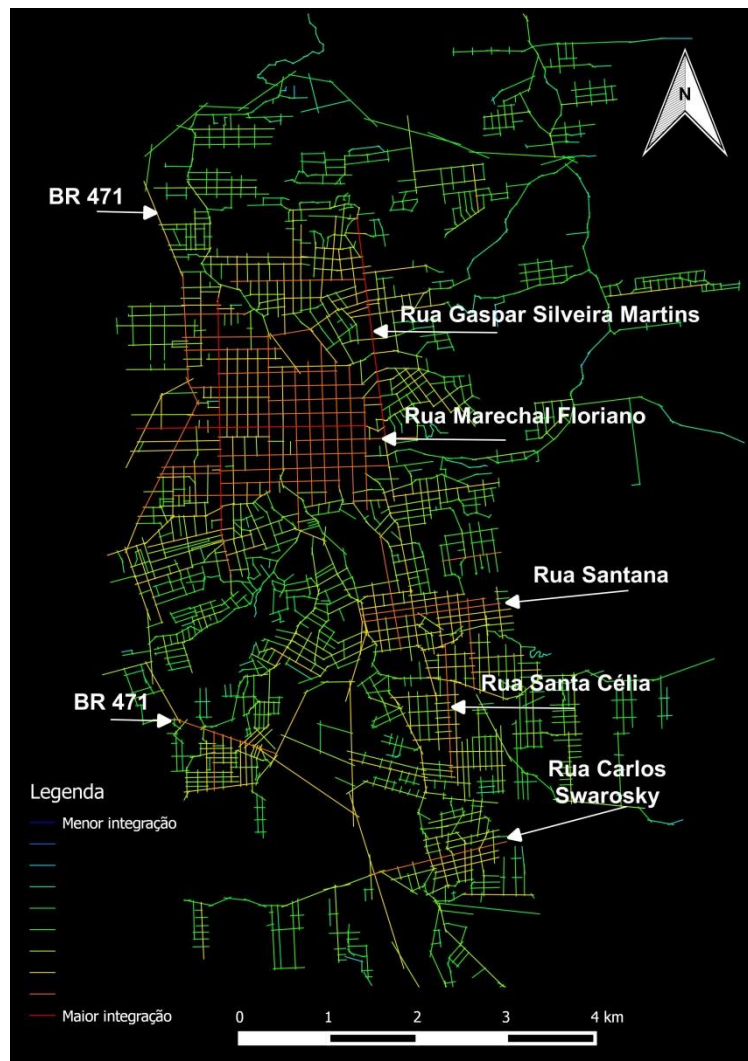 N
BR 471
Rua Gaspar Silveira Martins
Rua Marechal Floriano
Rua Santana
Rua Santa Célia
BR 471
Rua Carlos
Swarosky
Legenda
Menor integração
Maior integração
0 1 2 3 4 km